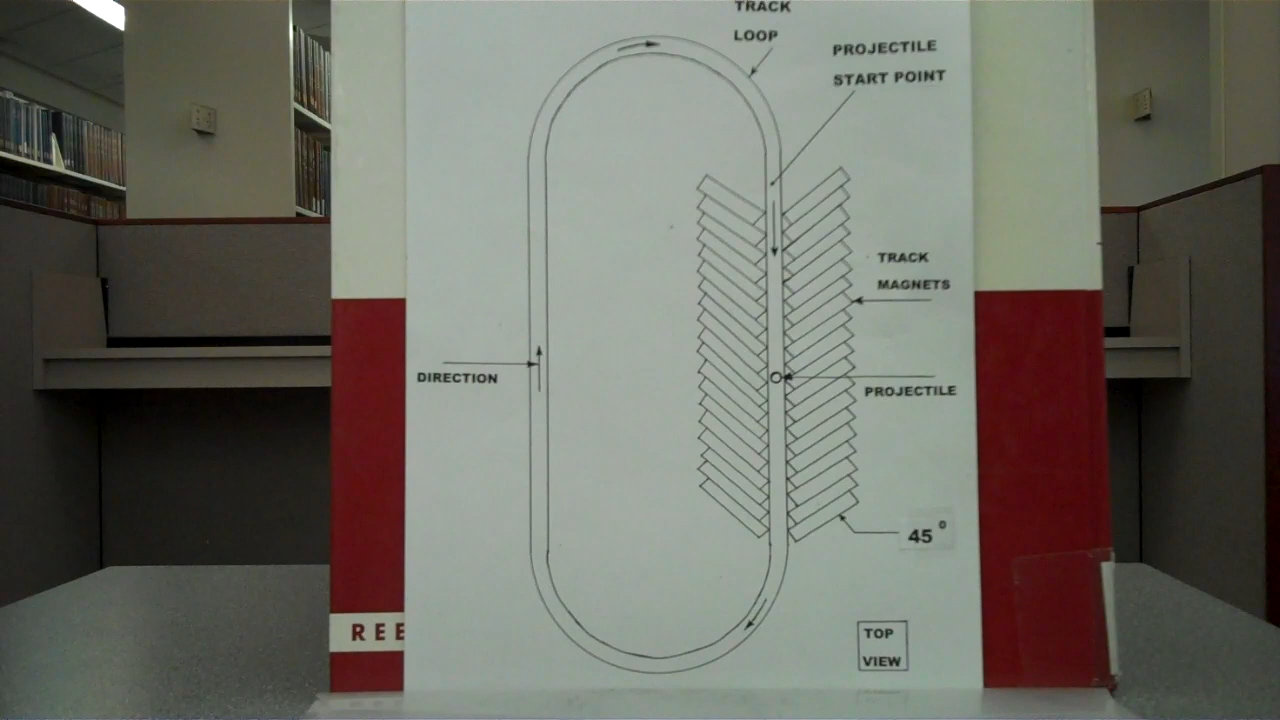 TRACK
LOOP
PROJECTILE
START POINT
TRACK
MAGNETS
DIRECTION
PROJECTILE
45°
REE
TOP
VIEW